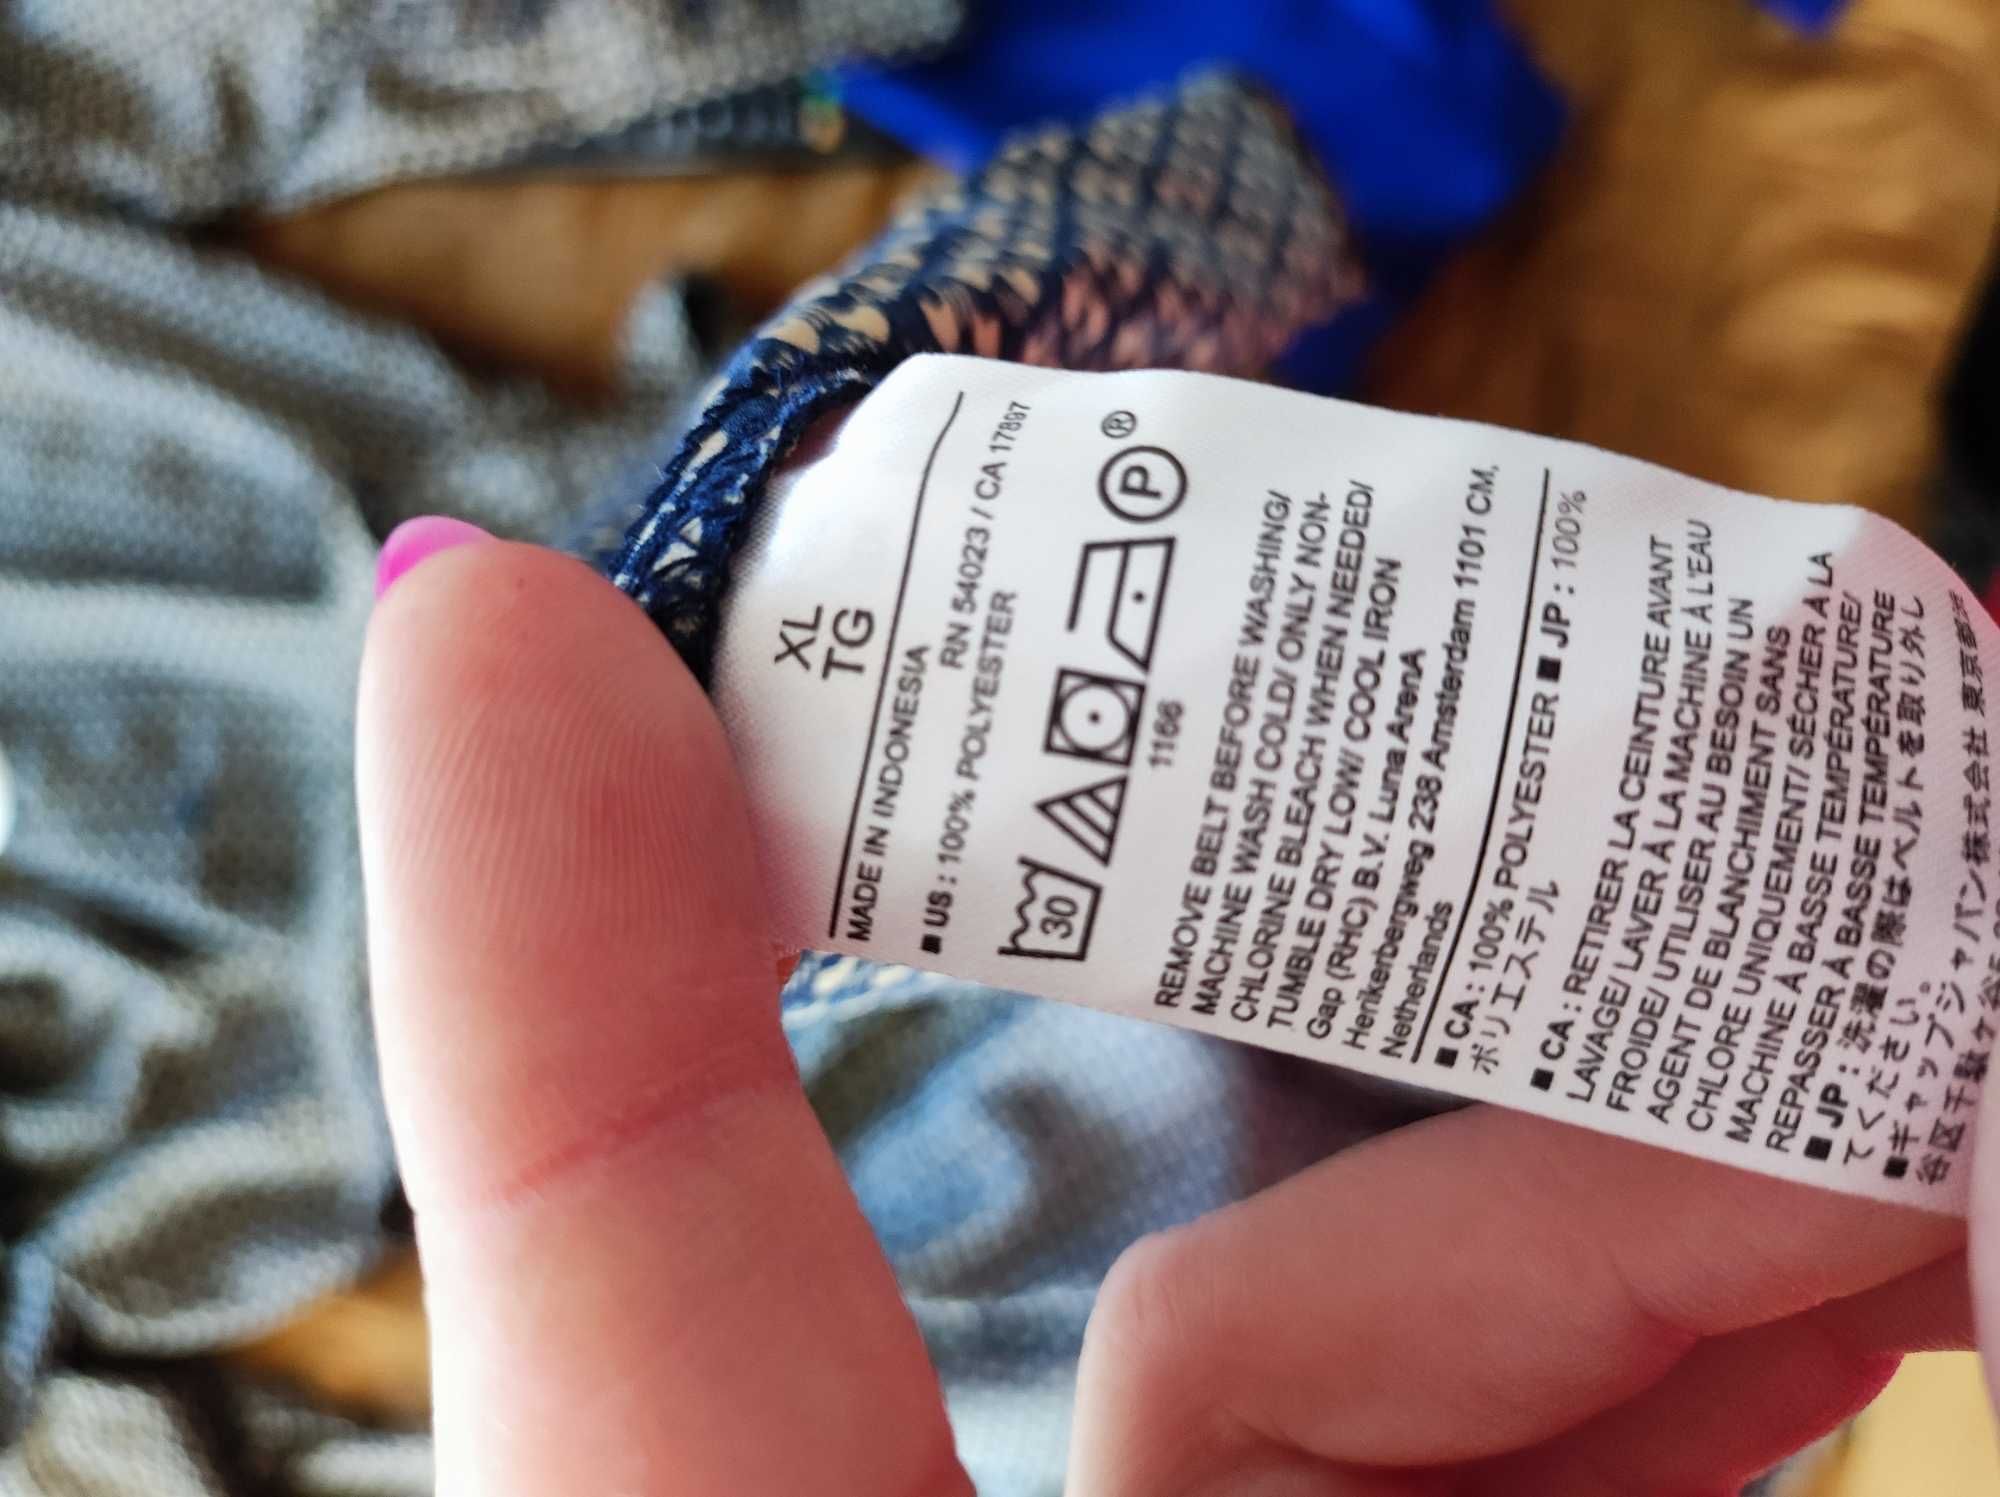 XL
TG
MADE IN INDONESIA
RN 54023 / CA 17897
■ US : 100% POLYESTER
30
P ®
1166
REMOVE BELT BEFORE WASHING/
MACHINE WASH COLD/ ONLY NON-
CHLORINE BLEACH WHEN NEEDED/
TUMBLE DRY LOW/ COOL IRON
Gap (RHC) B.V. Luna ArenA
Herikerbergweg 238 Amsterdam 1101 CM,
Netherlands
■ CA : 100% POLYESTER ■ JP : 100%
ポリエステル
■ CA : RETIRER LA CEINTURE AVANT
LAVAGE/ LAVER À LA MACHINE À L'EAU
FROIDE/ UTILISER AU BESOIN UN
AGENT DE BLANCHIMENT SANS
CHLORE UNIQUEMENT/ SÉCHER A LA
MACHINE À BASSE TEMPÉRATURE/
REPASSER À BASSE TEMPÉRATURE
■ JP : 洗濯の際はベルトを取り外し
てください。
■ギャップジャパン株式会社 東京都渋
谷区千駄ヶ谷